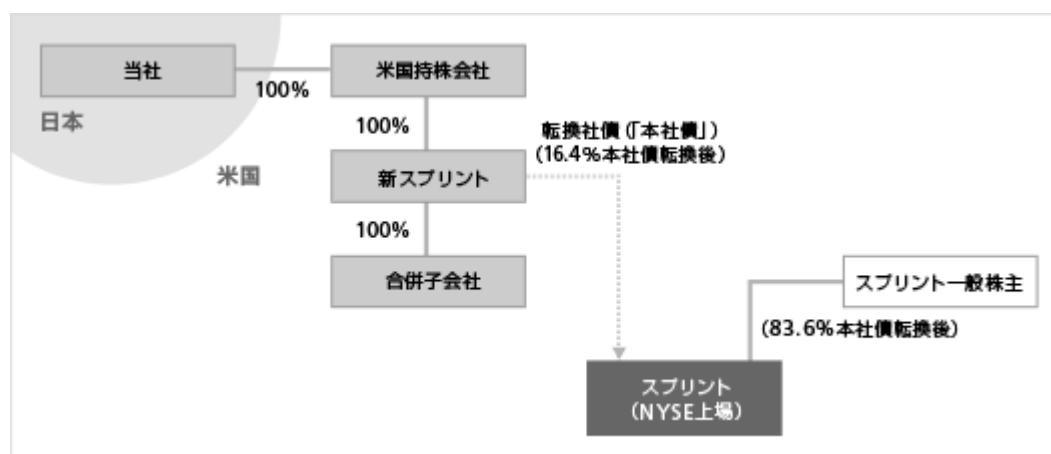 当社
100%
米国持株会社
日本
100%
転換社債(「本社債」)
(16.4%本社債転換後)
米国
新スプリント
100%
合併子会社
スプリント一般株主
(83.6%本社債転換後)
スプリント
(NYSE上場)